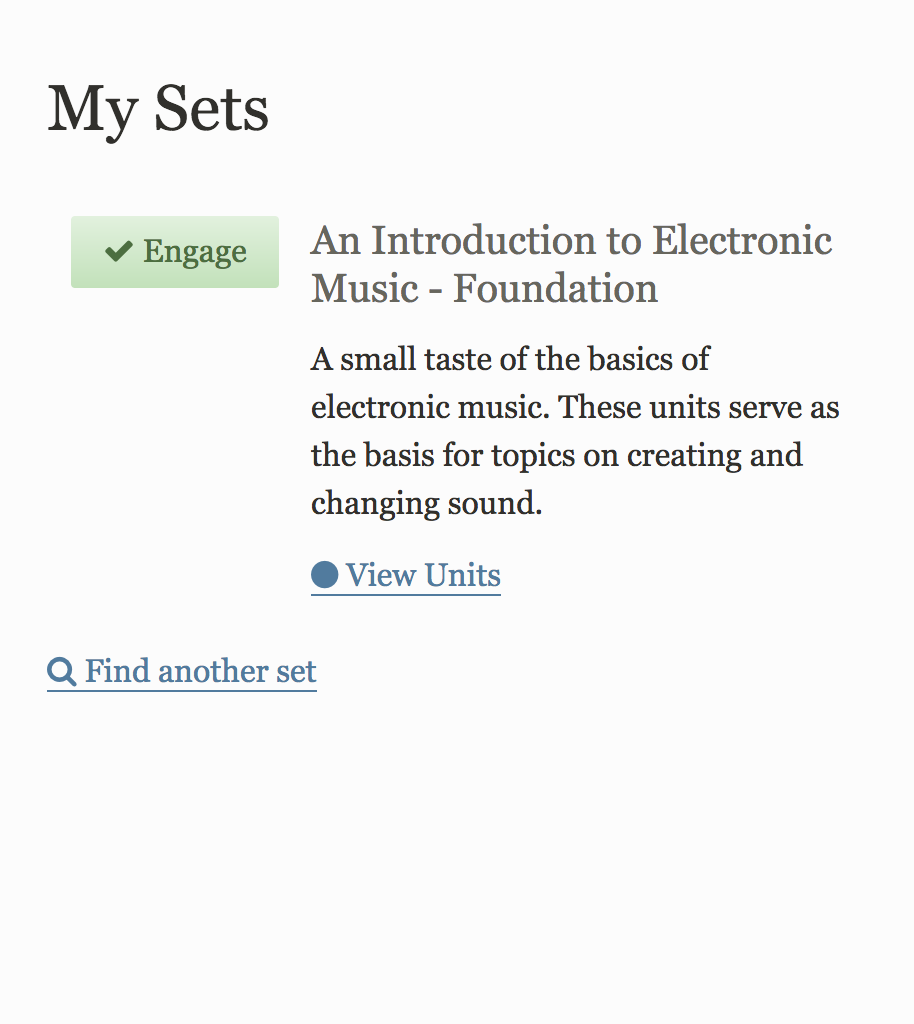 My Sets
Engage
An Introduction to Electronic
Music - Foundation
A small taste of the basics of
electronic music. These units serve as
the basis for topics on creating and
changing sound.
View Units
Find another set